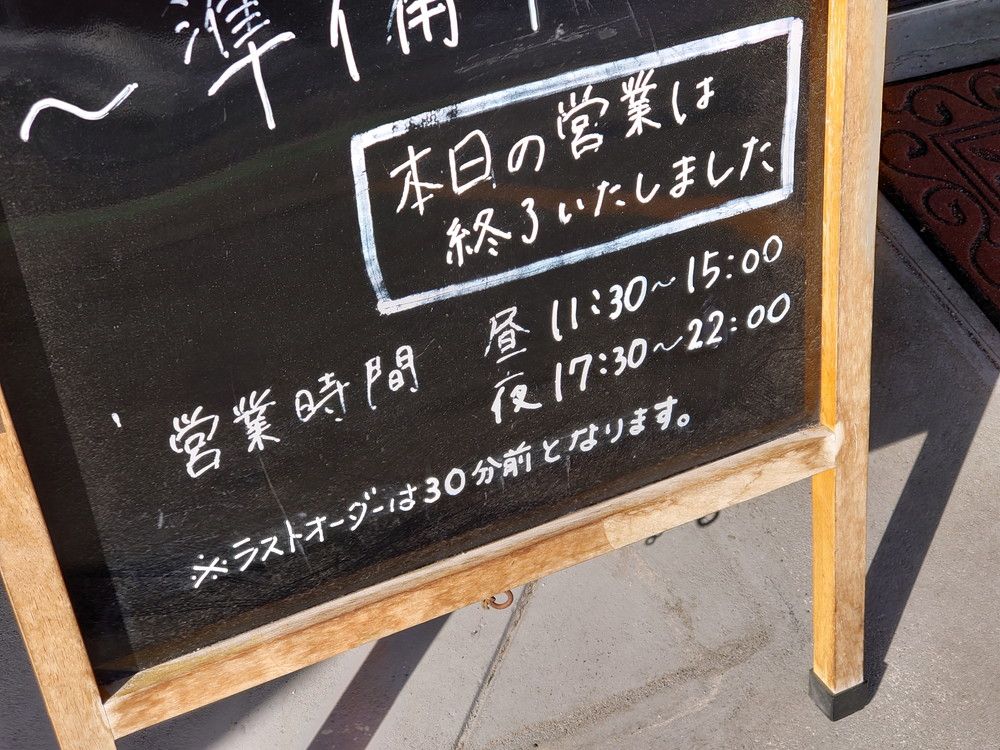 ~準備
本日の営業は
終了いたしました
営業時間 昼 11:30~15:00
夜 17:30~22:00
※ラストオーダーは30分前となります。